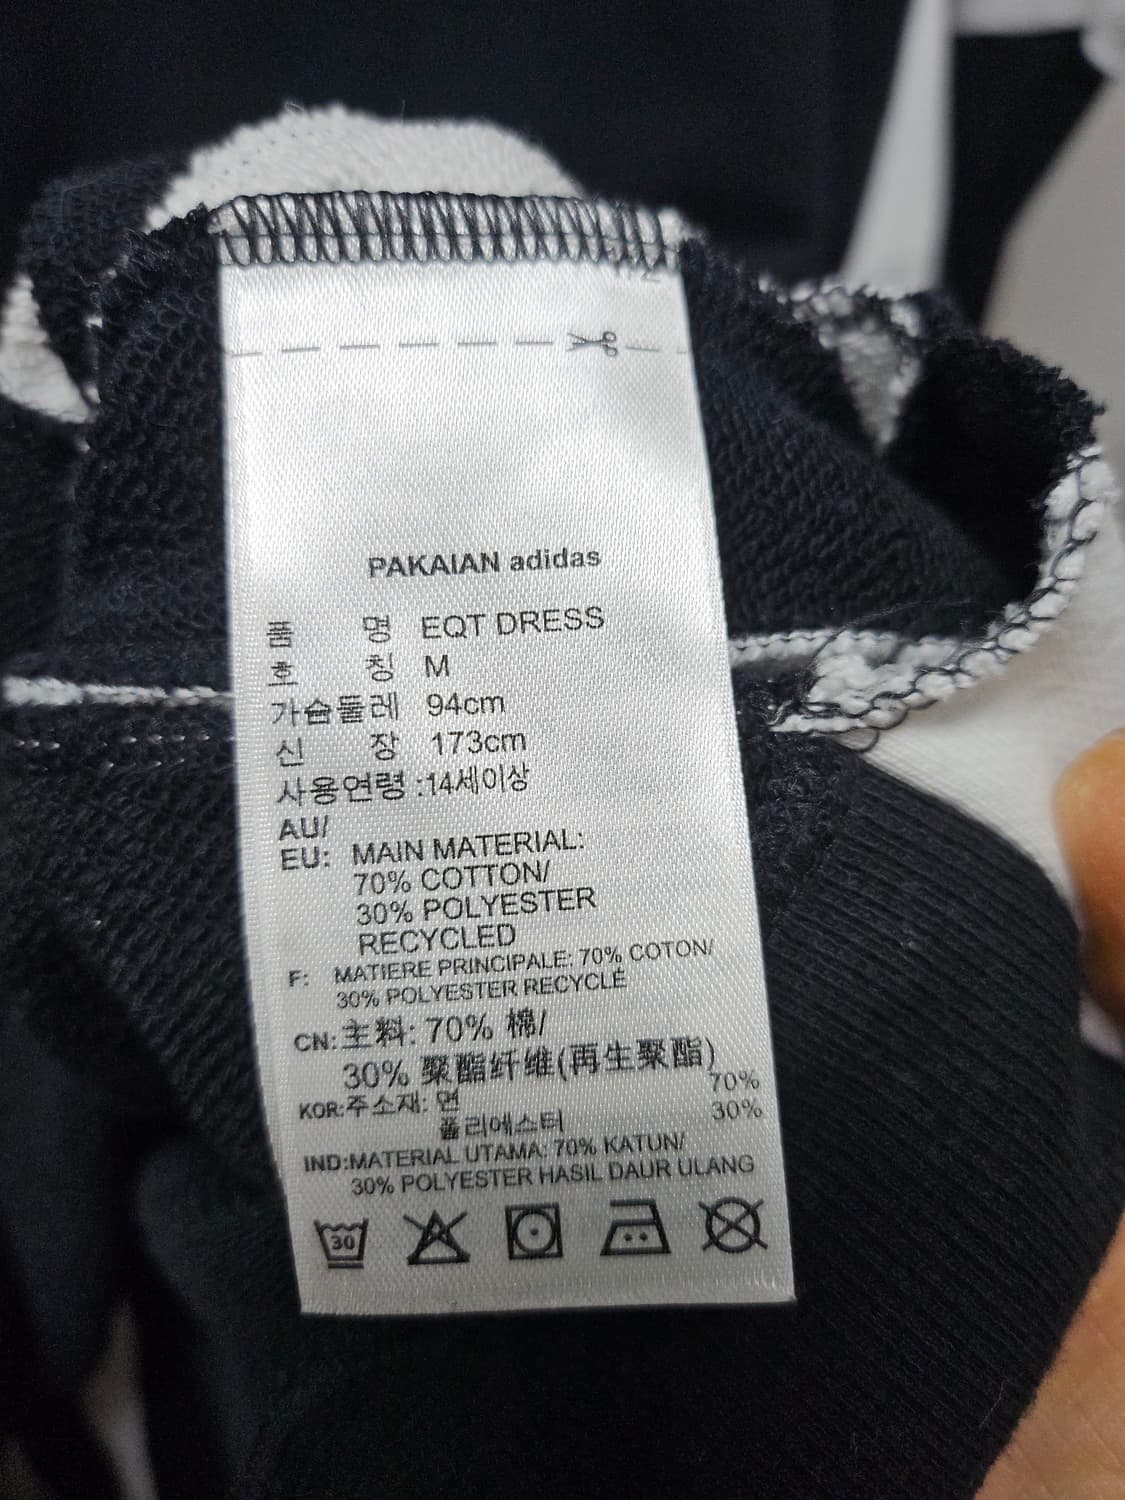 PAKAIAN adidas
품 명 EQT DRESS
호 칭 M
가슴둘레 94cm
신 장 173cm
사용연령 :14세이상
AU/
EU: MAIN MATERIAL:
70% COTTON/
30% POLYESTER
RECYCLED
F: MATIERE PRINCIPALE: 70% COTON/
30% POLYESTER RECYCLÉ
CN:主料: 70% 棉/
30% 聚酯纤维(再生聚酯)
KOR:주소재: 면 70%
폴리에스터 30%
IND:MATERIAL UTAMA: 70% KATUN/
30% POLYESTER HASIL DAUR ULANG
30